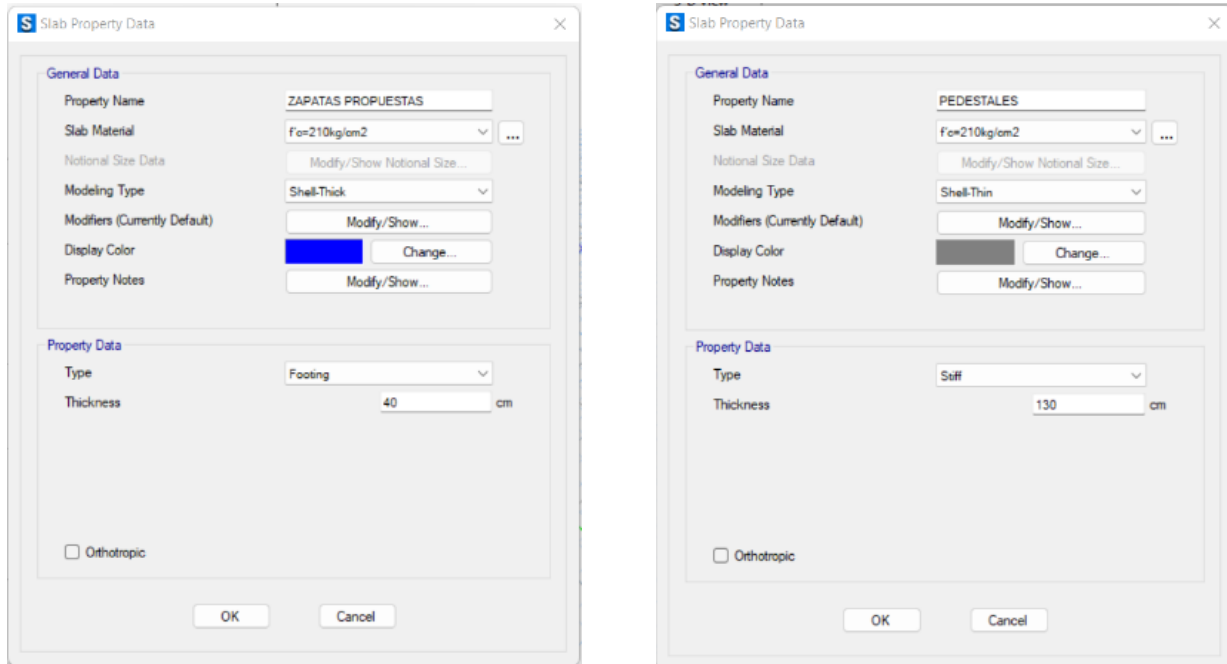 Slab Property Data
General Data
Property Name ZAPATAS PROPUESTAS
Slab Material f'c=210kg/cm2 ...
Notional Size Data Modify/Show Notional Size...
Modeling Type Shell-Thick
Modifiers (Currently Default) Modify/Show...
Display Color Change...
Property Notes Modify/Show...
Property Data
Type Footing
Thickness 40 cm
Orthotropic
OK Cancel
Slab Property Data
General Data
Property Name PEDESTALES
Slab Material f'c=210kg/cm2 ...
Notional Size Data Modify/Show Notional Size...
Modeling Type Shell-Thin
Modifiers (Currently Default) Modify/Show...
Display Color Change...
Property Notes Modify/Show...
Property Data
Type Stiff
Thickness 130 cm
Orthotropic
OK Cancel